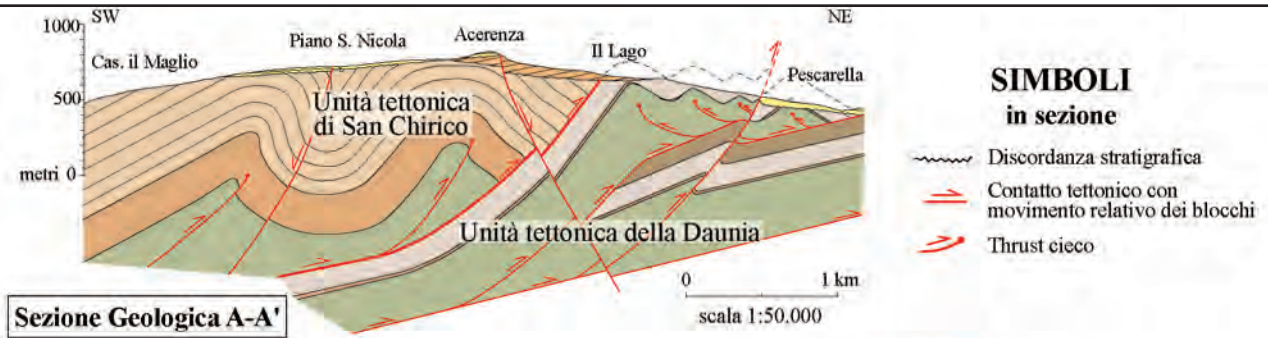 1000
SW
NE
Piano S. Nicola
Acerenza
Il Lago
Cas. il Maglio
Pescarella
500
Unità tettonica
di San Chirico
metri 0
Unità tettonica della Daunia
0
1 km
scala 1:50.000
Sezione Geologica A-A'
SIMBOLI
in sezione
Discordanza stratigrafica
Contatto tettonico con
movimento relativo dei blocchi
Thrust cieco